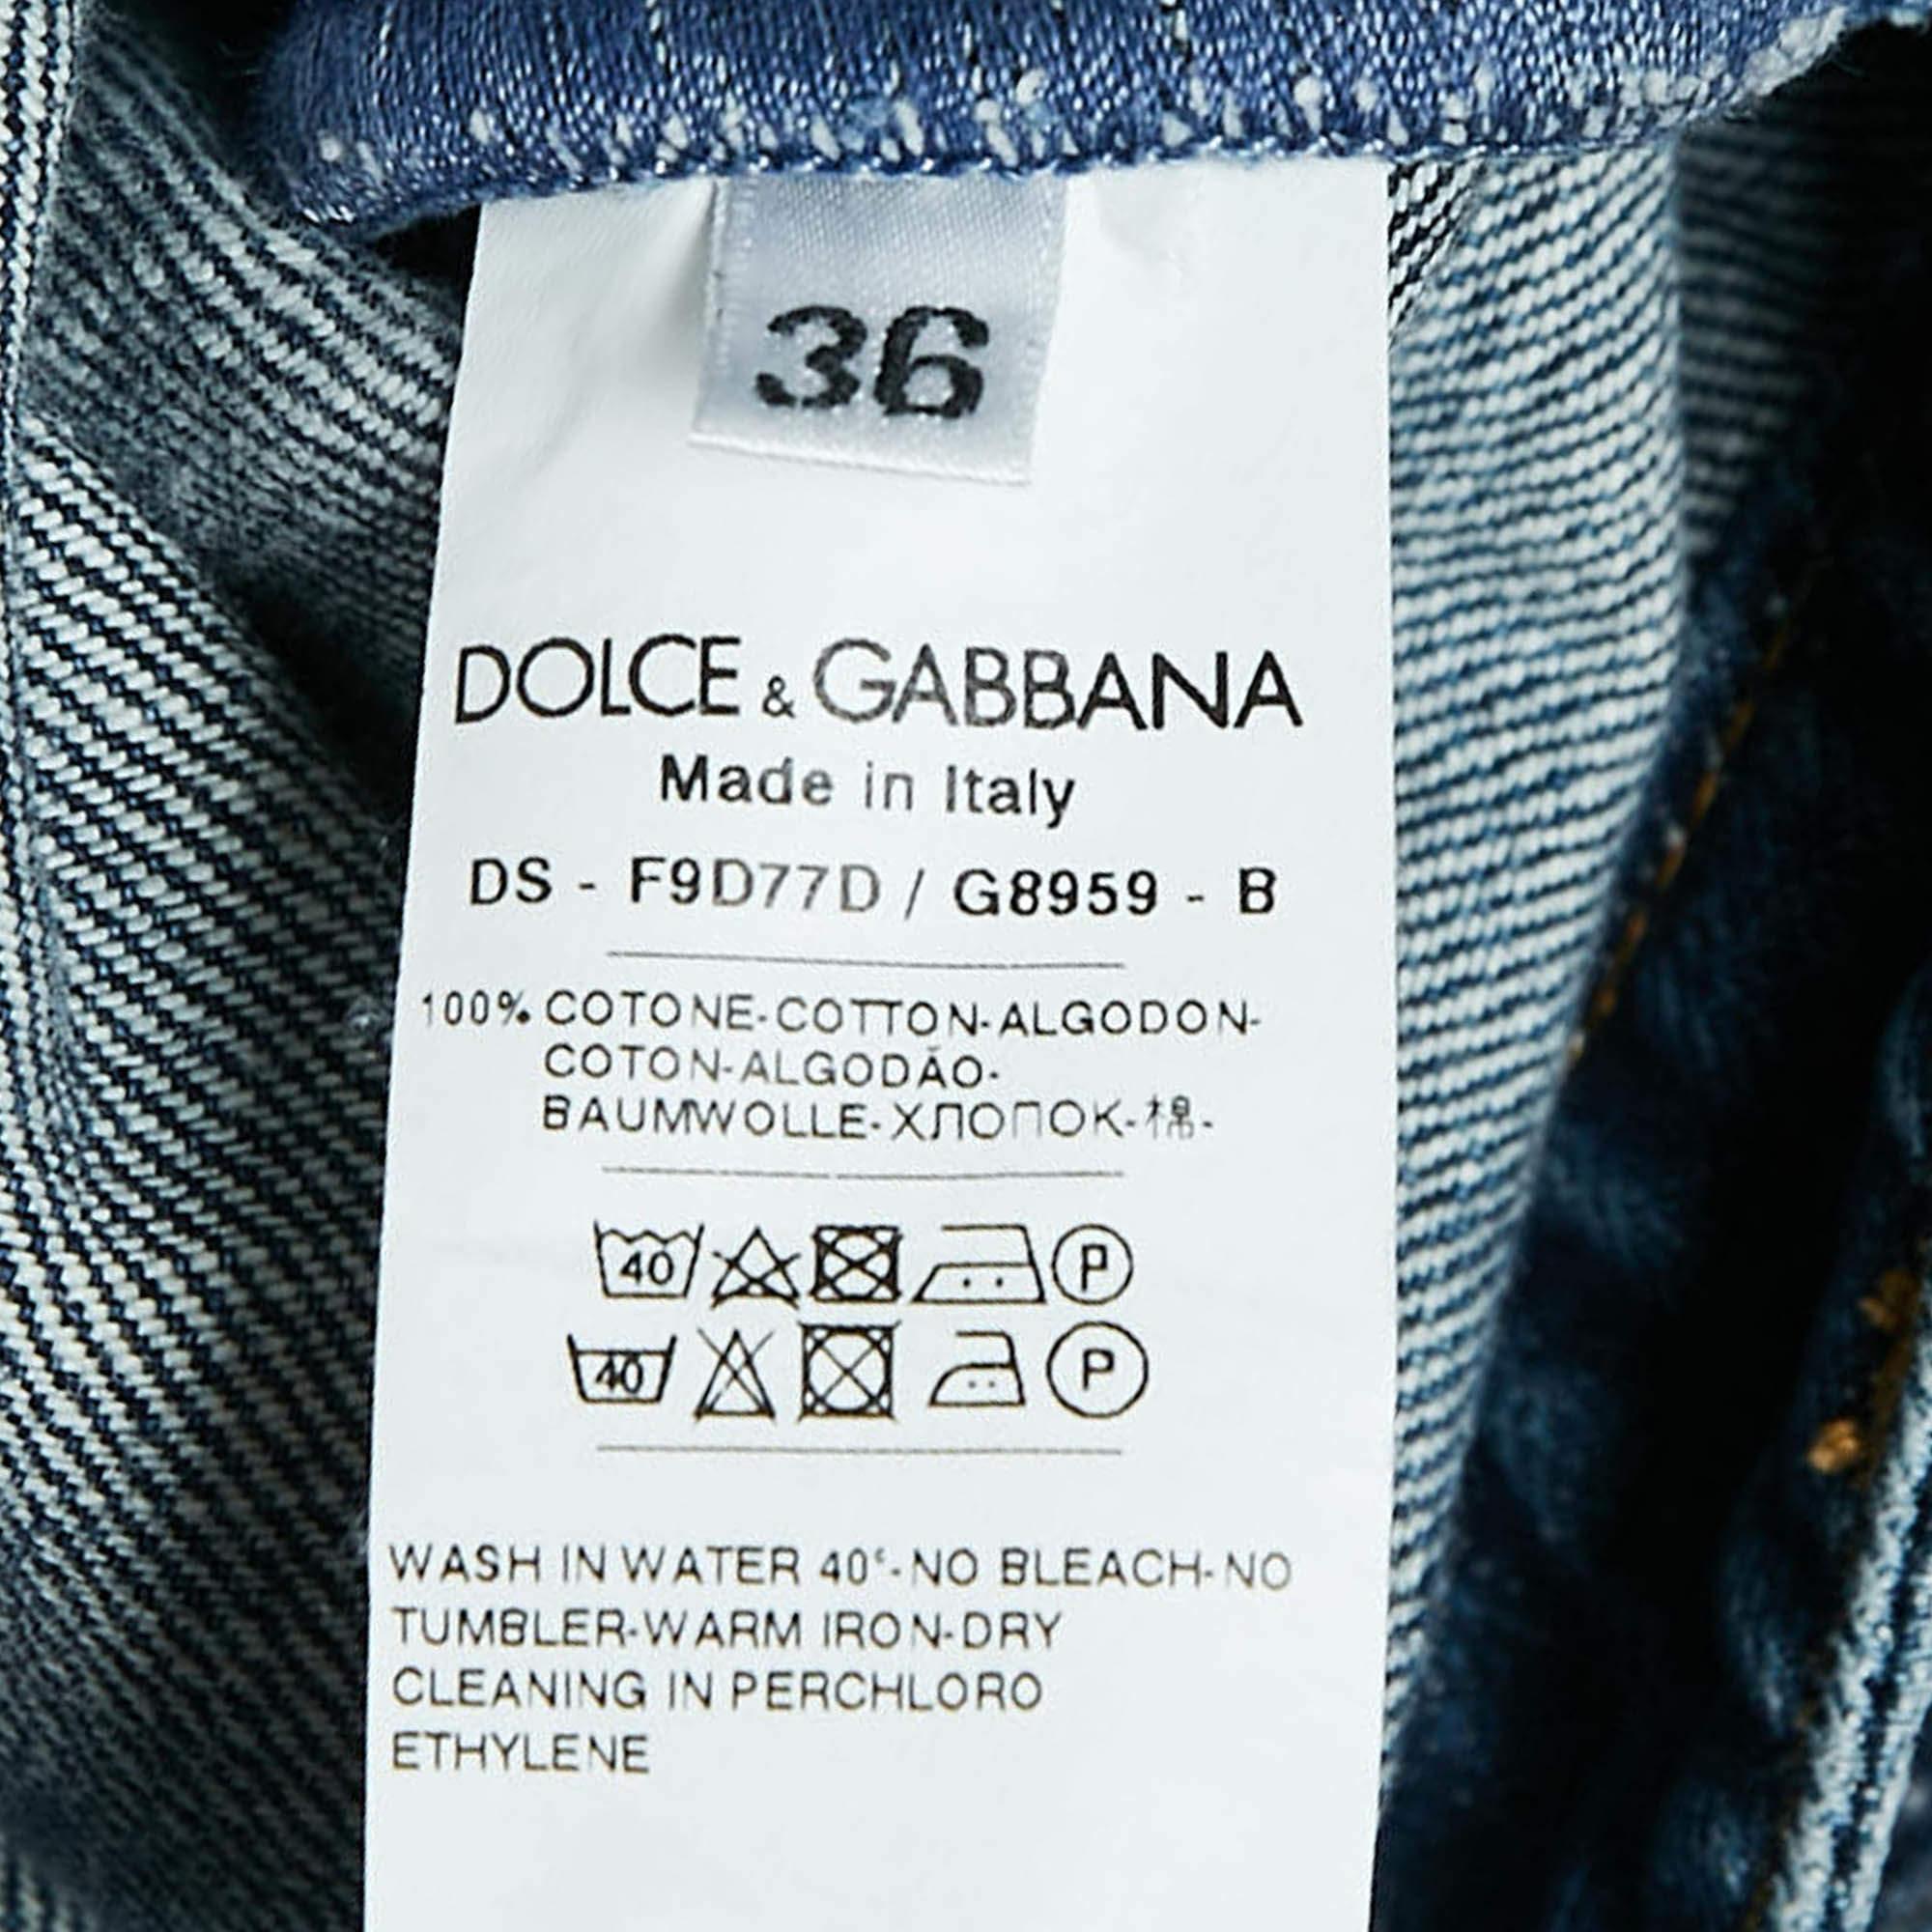 36
DOLCE & GABBANA
Made in Italy
DS - F9D77D / G8959 - B
100% COTONE-COTTON-ALGODON-
COTON-ALGODÃO-
BAUMWOLLE-ХЛОПОК-棉-
40 P
40 P
WASH IN WATER 40°-NO BLEACH-NO
TUMBLER-WARM IRON-DRY
CLEANING IN PERCHLORO
ETHYLENE